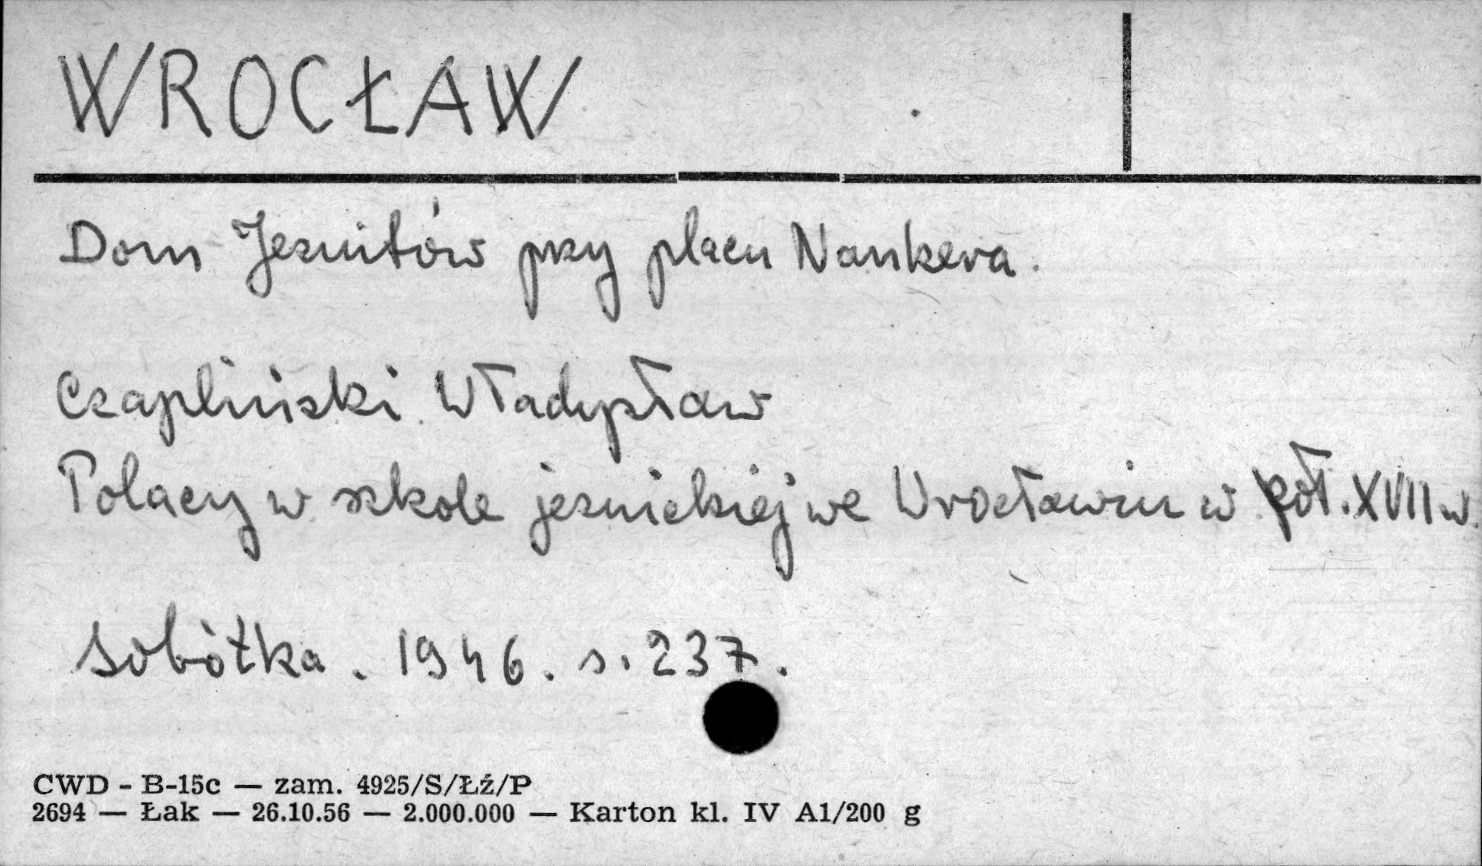 WROCŁAW
Dom Jezuitów przy placu Nankera.
Czapliński Władysław
Polacy w szkole jezuickiej we Wrocławiu w poł. XVII w
Sobótka. 1946. s. 237.
CWD - B-15c — zam. 4925/S/Łź/P
2694 — Łak — 26.10.56 — 2.000.000 — Karton kl. IV A1/200 g